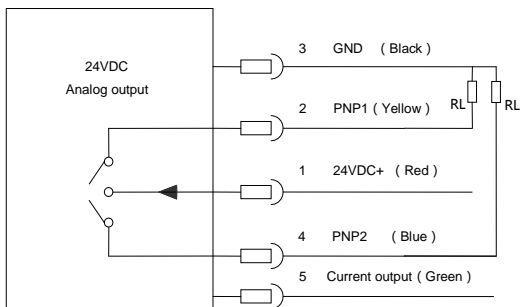 24VDC
Analog output
3 GND ( Black )
2 PNP1 ( Yellow )
1 24VDC+ ( Red )
4 PNP2 ( Blue )
5 Current output ( Green )
RL
RL